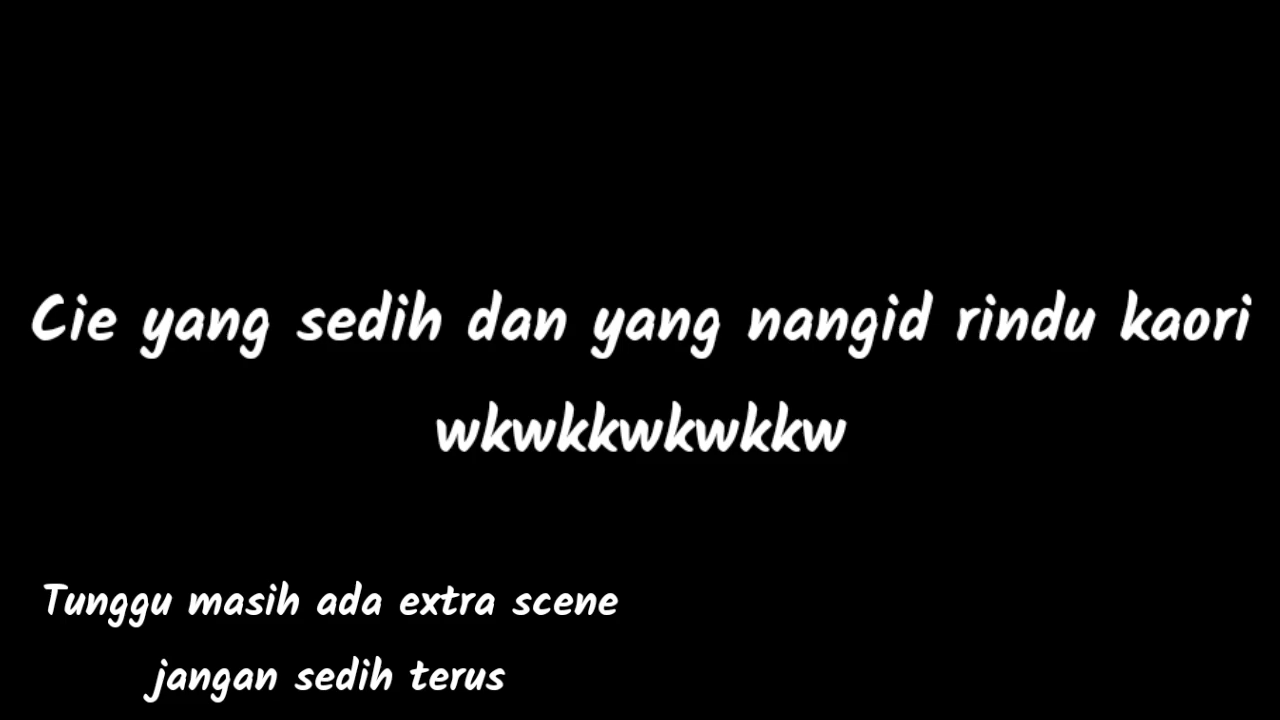 Cie yang sedih dan yang nangid rindu kaori
wkwkkwkwkkw
Tunggu masih ada extra scene
jangan sedih terus